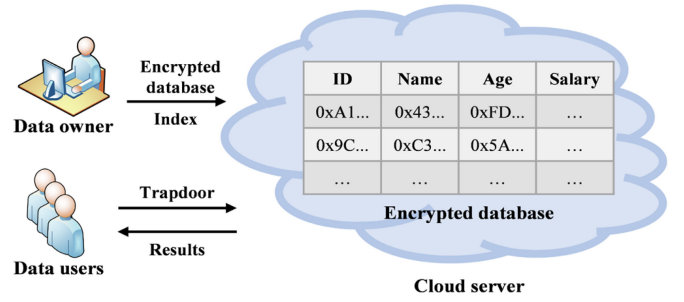 Data owner
Encrypted
database
Index
Data users
Trapdoor
Results
ID Name Age Salary
0xA1... 0x43... 0xFD... ...
0x9C... 0xC3... 0x5A... ...
... ... ... ...
Encrypted database
Cloud server